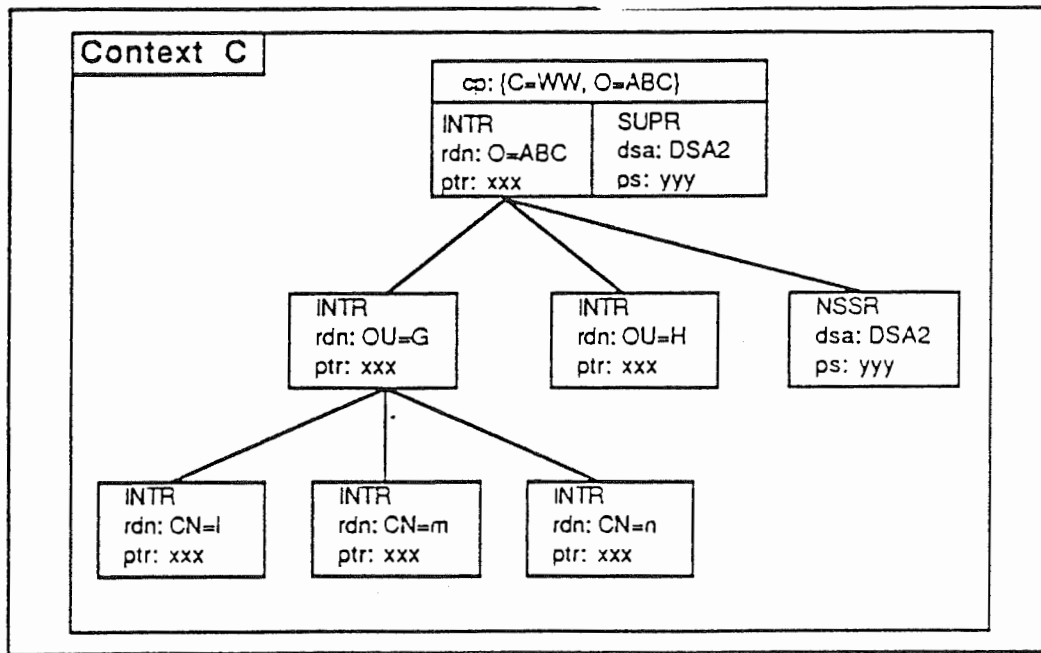 Context C
cp: {C=WW, O=ABC}
INTR
rdn: O=ABC
ptr: xxx
SUPR
dsa: DSA2
ps: yyy
INTR
rdn: OU=G
ptr: xxx
INTR
rdn: OU=H
ptr: xxx
NSSR
dsa: DSA2
ps: yyy
INTR
rdn: CN=l
ptr: xxx
INTR
rdn: CN=m
ptr: xxx
INTR
rdn: CN=n
ptr: xxx